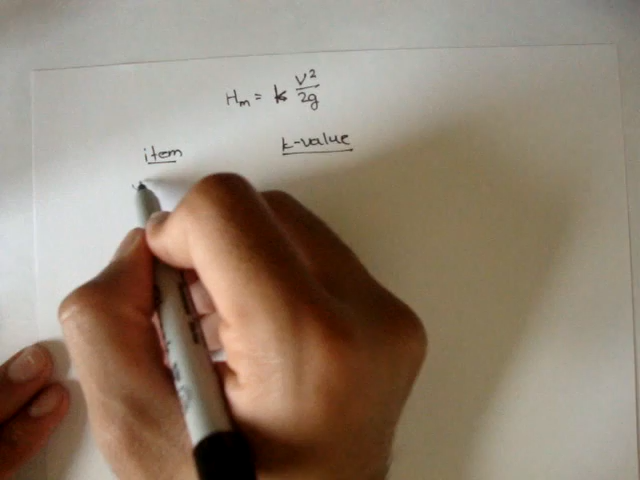 Hm = k V²/2g
item k-value